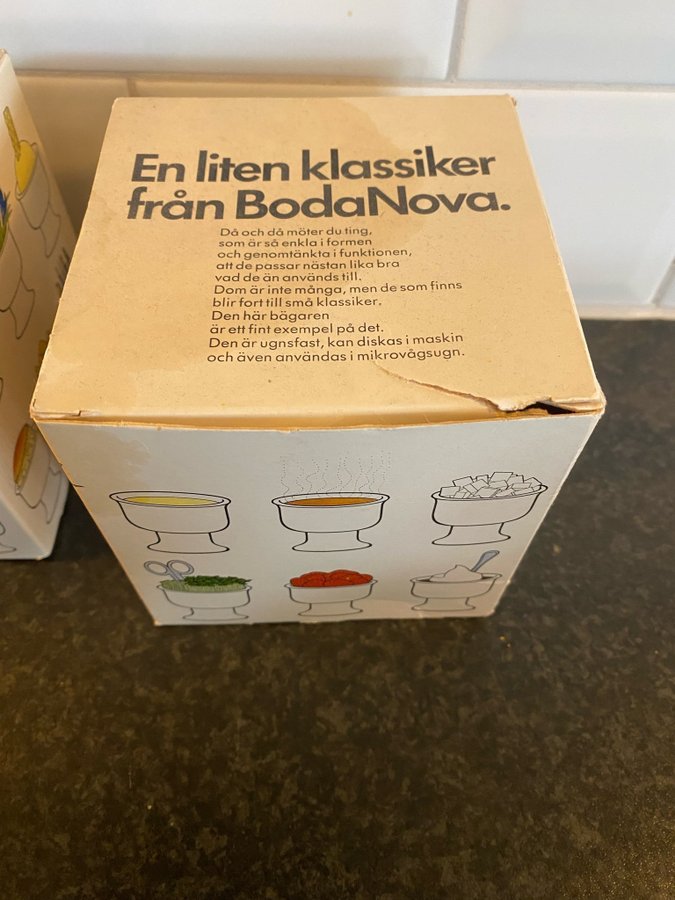 En liten klassiker
från BodaNova.
Då och då möter du ting,
som är så enkla i formen
och genomtänkta i funktionen,
att de passar nästan lika bra
vad de än används till.
Dom är inte många, men de som finns
blir fort till små klassiker.
Den här bägaren
är ett fint exempel på det.
Den är ugnsfast, kan diskas i maskin
och även användas i mikrovågsugn.